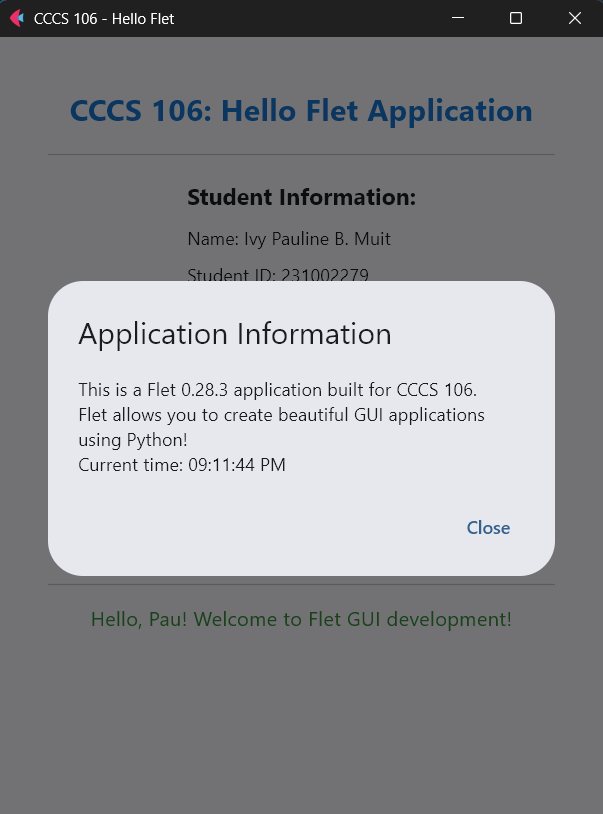 CCCS 106 - Hello Flet
CCCS 106: Hello Flet Application
Student Information:
Name: Ivy Pauline B. Muit
Student ID: 231002279
Application Information
This is a Flet 0.28.3 application built for CCCS 106.
Flet allows you to create beautiful GUI applications
using Python!
Current time: 09:11:44 PM
Close
Hello, Pau! Welcome to Flet GUI development!